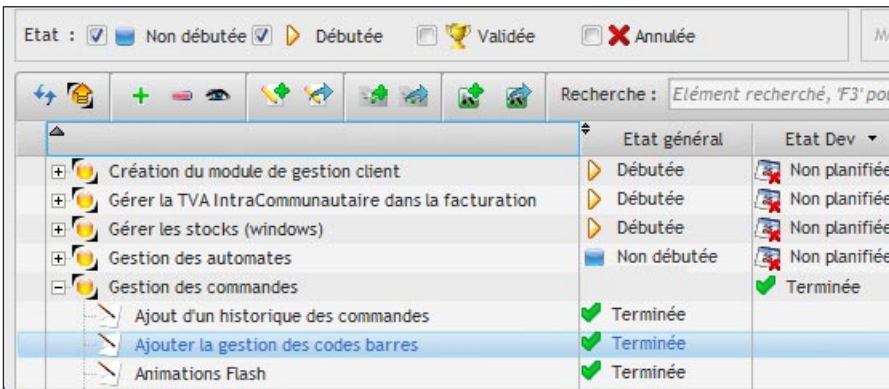 Etat : Non débutée Débutée Validée Annulée
Recherche : Elément recherché, 'F3' pou
Etat général Etat Dev
Création du module de gestion client Débutée Non planifiée
Gérer la TVA IntraCommunautaire dans la facturation Débutée Non planifiée
Gérer les stocks (windows) Débutée Non planifiée
Gestion des automates Non débutée Non planifiée
Gestion des commandes Terminée
Ajout d'un historique des commandes Terminée
Ajouter la gestion des codes barres Terminée
Animations Flash Terminée